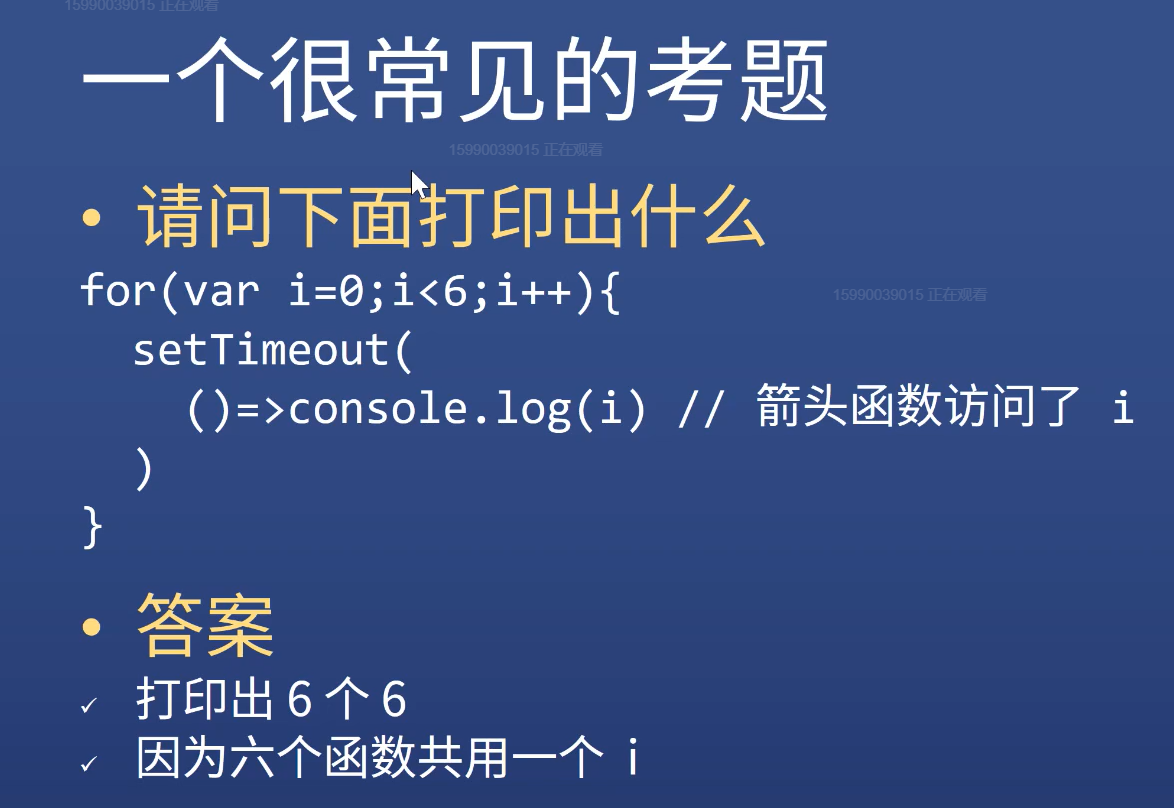 15990039015 正在观看
一个很常见的考题
15990039015 正在观看
• 请问下面打印出什么
for(var i=0;i<6;i++){
15990039015 正在观看
  setTimeout(
    ()=>console.log(i) // 箭头函数访问了 i
  )
}
• 答案
✓ 打印出 6 个 6
✓ 因为六个函数共用一个 i